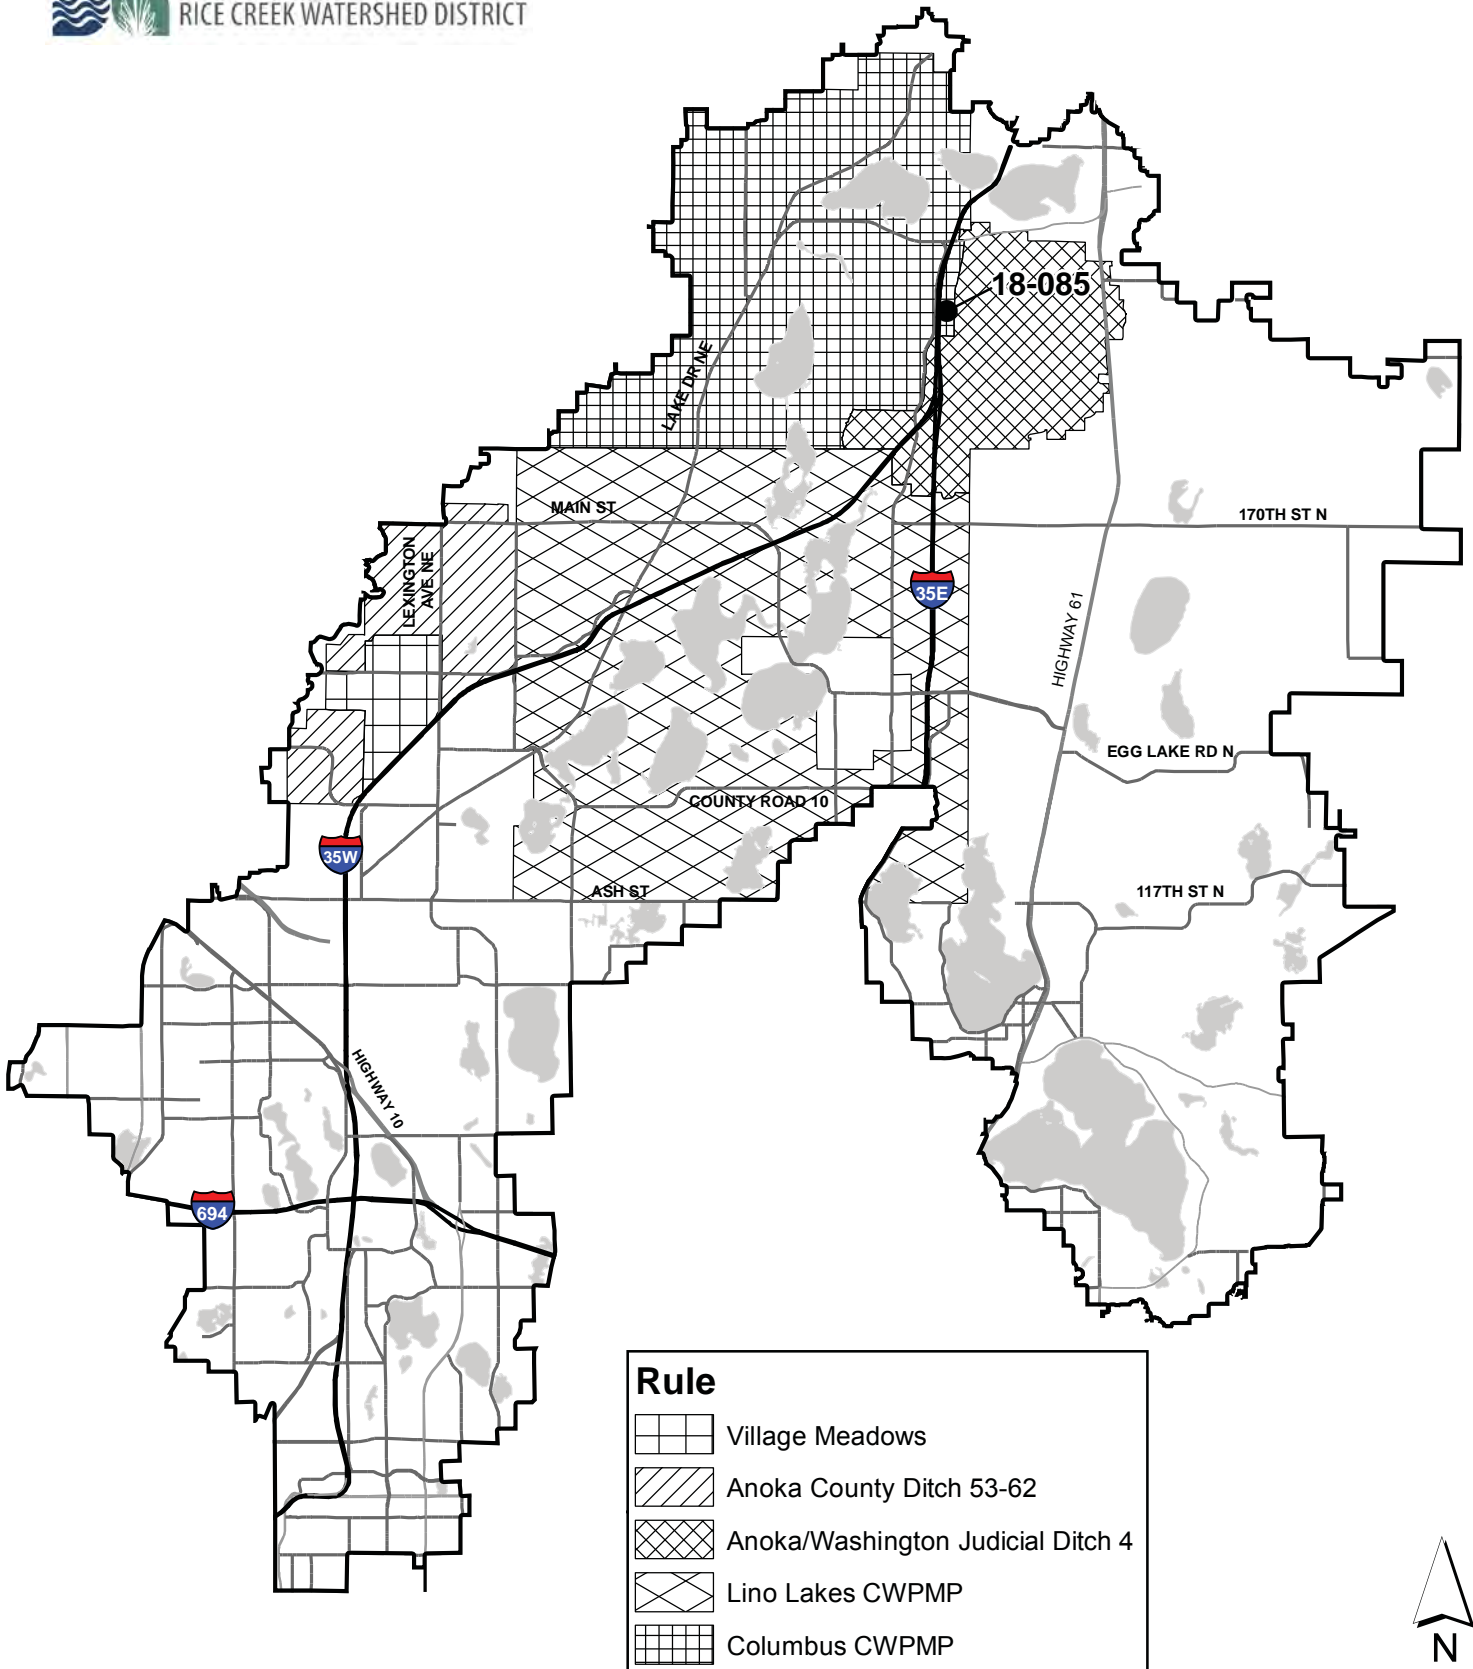 RICE CREEK WATERSHED DISTRICT
18-085
LAKE DR NE
MAIN ST
170TH ST N
LEXINGTON
AVE NE
35E
HIGHWAY 61
EGG LAKE RD N
COUNTY ROAD 10
35W
ASH ST
117TH ST N
HIGHWAY 10
694
Rule
Village Meadows
Anoka County Ditch 53-62
Anoka/Washington Judicial Ditch 4
Lino Lakes CWPMP
Columbus CWPMP
N